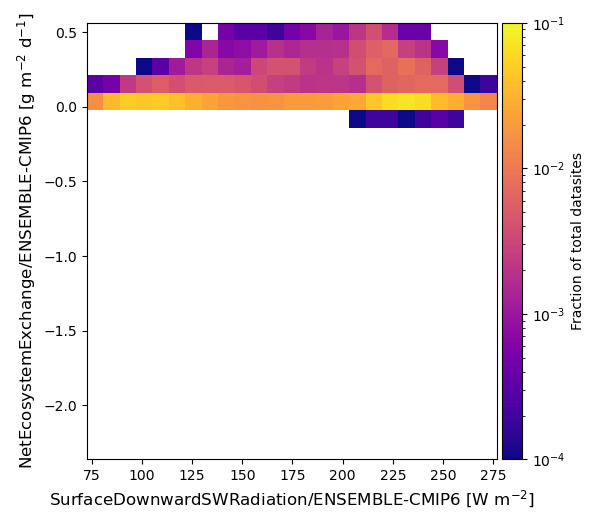 NetEcosystemExchange/ENSEMBLE-CMIP6 [g m⁻² d⁻¹]
0.5
0.0
−0.5
−1.0
−1.5
−2.0
75 100 125 150 175 200 225 250 275
SurfaceDownwardSWRadiation/ENSEMBLE-CMIP6 [W m⁻²]
10⁻¹
10⁻²
10⁻³
10⁻⁴
Fraction of total datasites